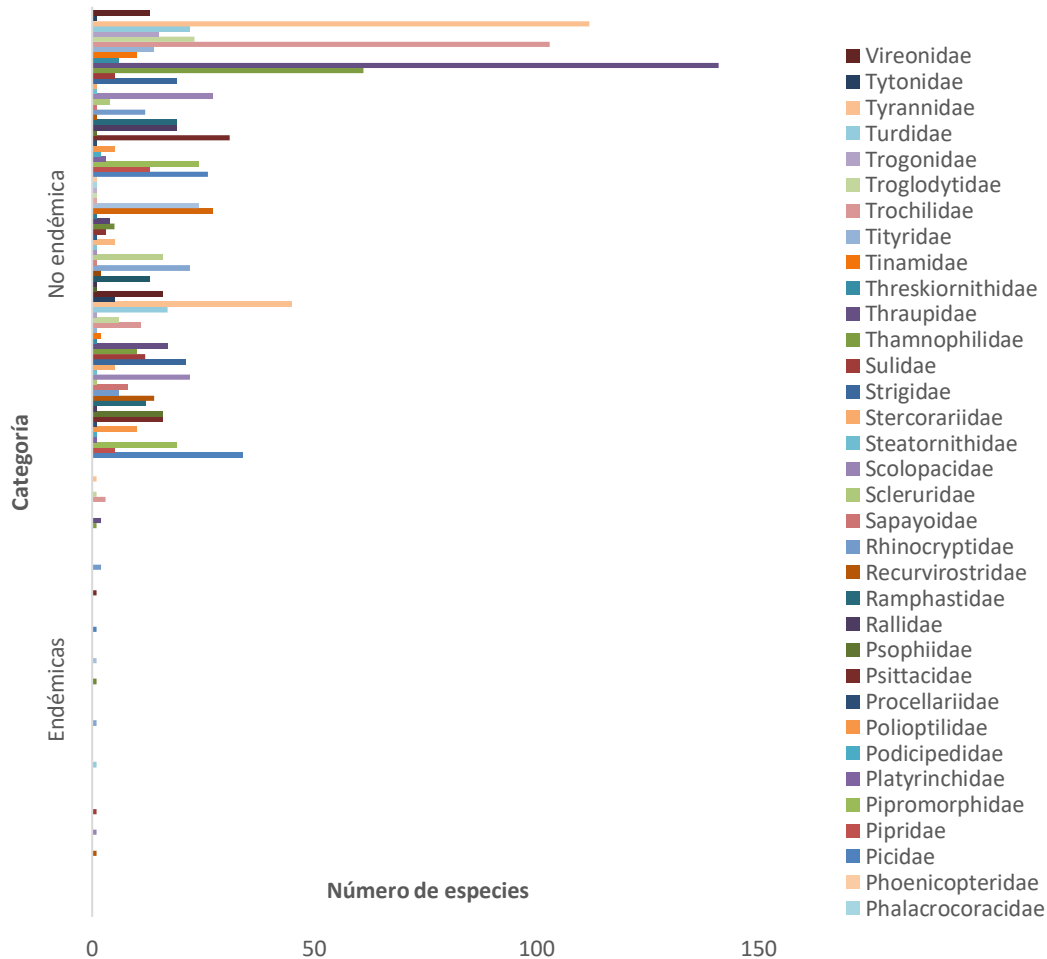 No endémica
Endémicas
Categoría
Número de especies
0
50
100
150
Vireonidae
Tytonidae
Tyrannidae
Turdidae
Trogonidae
Troglodytidae
Trochilidae
Tityridae
Tinamidae
Threskiornithidae
Thraupidae
Thamnophilidae
Sulidae
Strigidae
Stercorariidae
Steatornithidae
Scolopacidae
Scleruridae
Sapayoidae
Rhinocryptidae
Recurvirostridae
Ramphastidae
Rallidae
Psophiidae
Psittacidae
Procellariidae
Polioptilidae
Podicipedidae
Platyrinchidae
Pipromorphidae
Pipridae
Picidae
Phoenicopteridae
Phalacrocoracidae